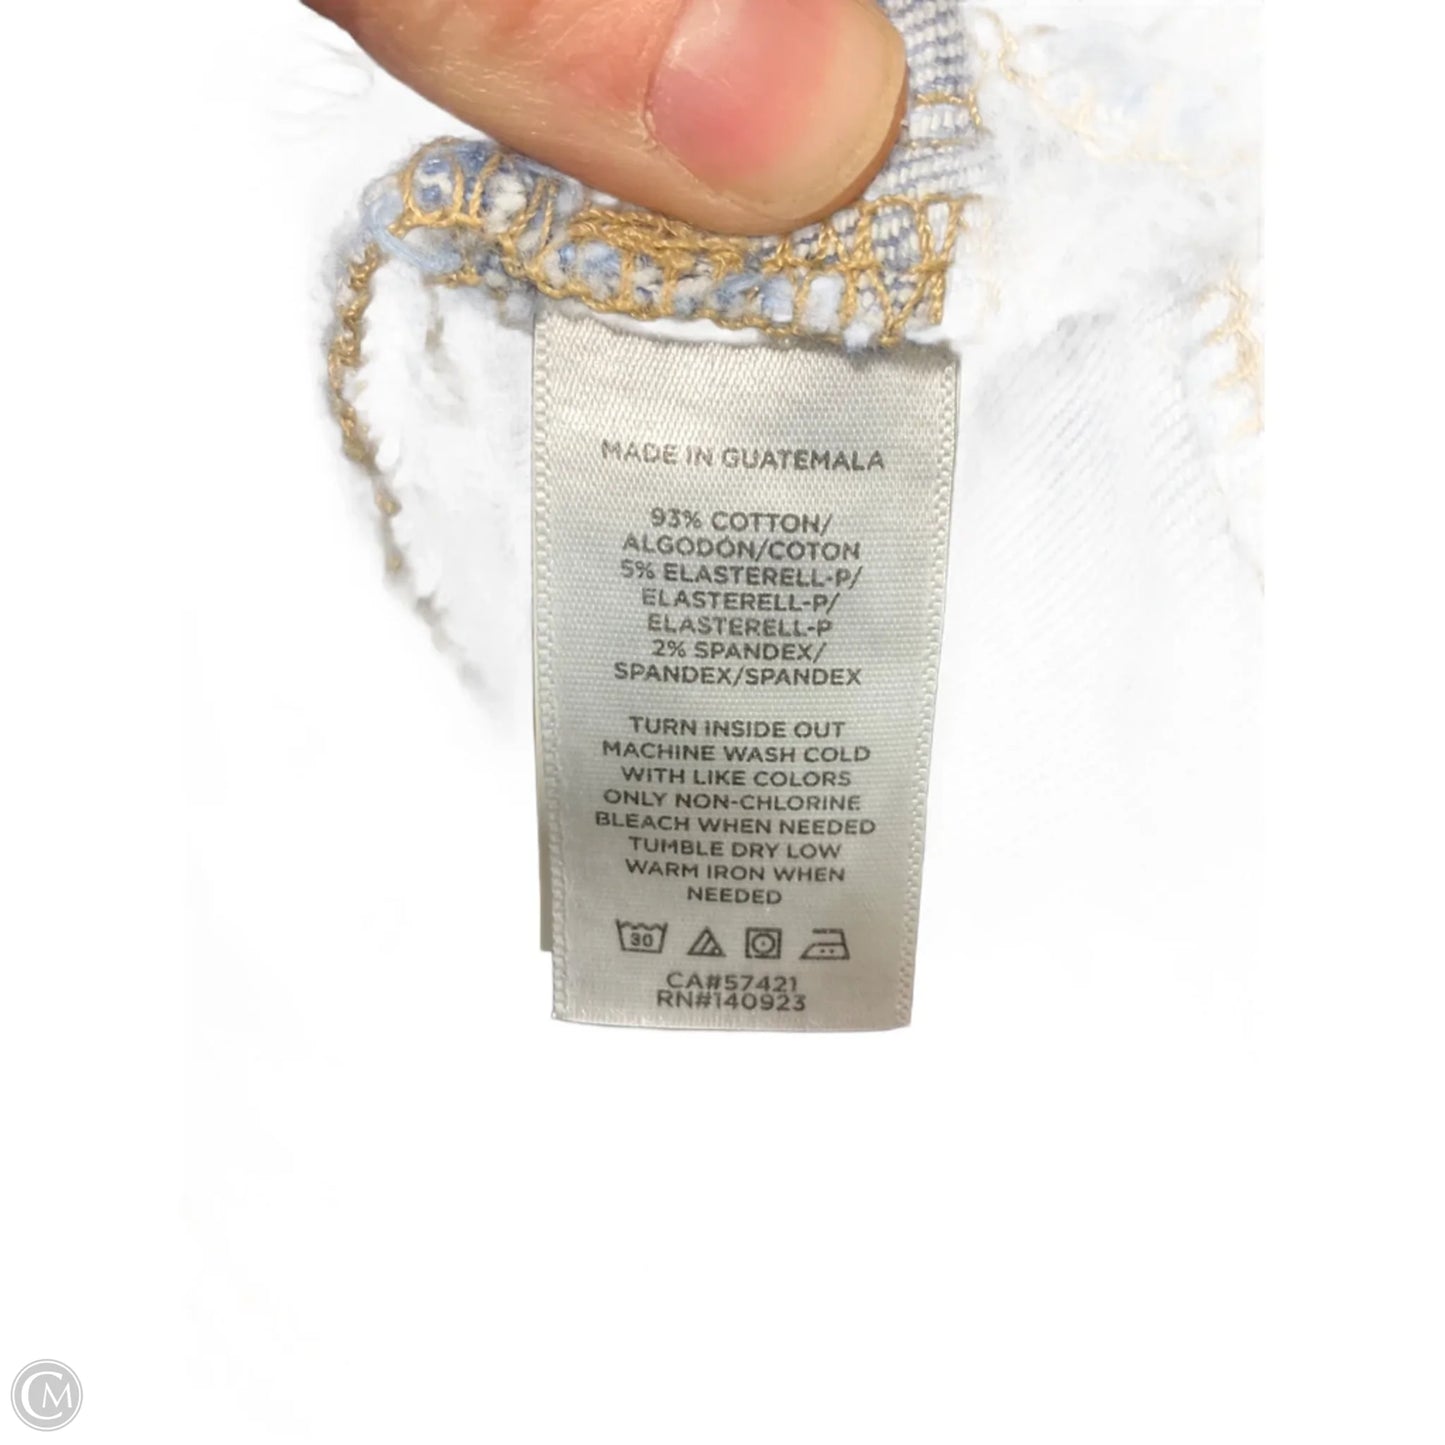 MADE IN GUATEMALA
93% COTTON/
ALGODÓN/COTON
5% ELASTERELL-P/
ELASTERELL-P/
ELASTERELL-P
2% SPANDEX/
SPANDEX/SPANDEX
TURN INSIDE OUT
MACHINE WASH COLD
WITH LIKE COLORS
ONLY NON-CHLORINE
BLEACH WHEN NEEDED
TUMBLE DRY LOW
WARM IRON WHEN
NEEDED
30
CA#57421
RN#140923
CM